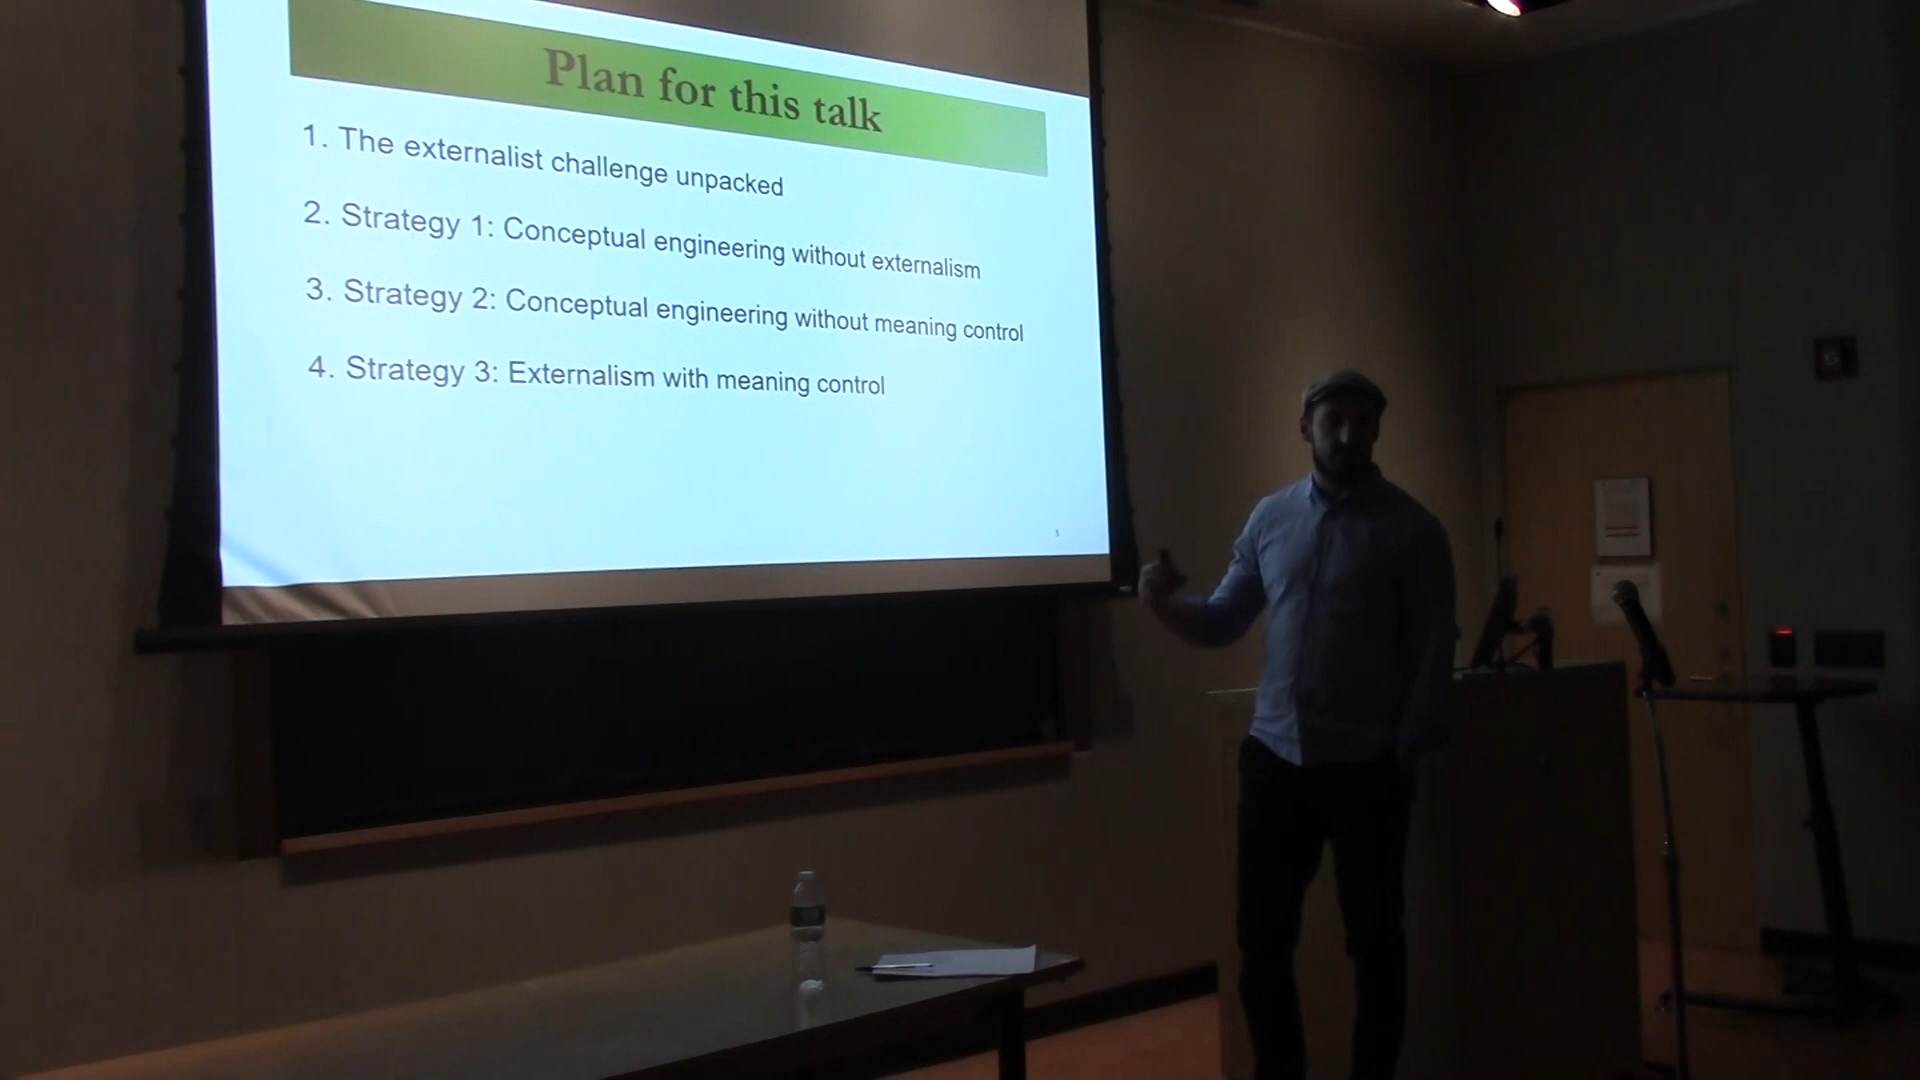 Plan for this talk
1. The externalist challenge unpacked
2. Strategy 1: Conceptual engineering without externalism
3. Strategy 2: Conceptual engineering without meaning control
4. Strategy 3: Externalism with meaning control